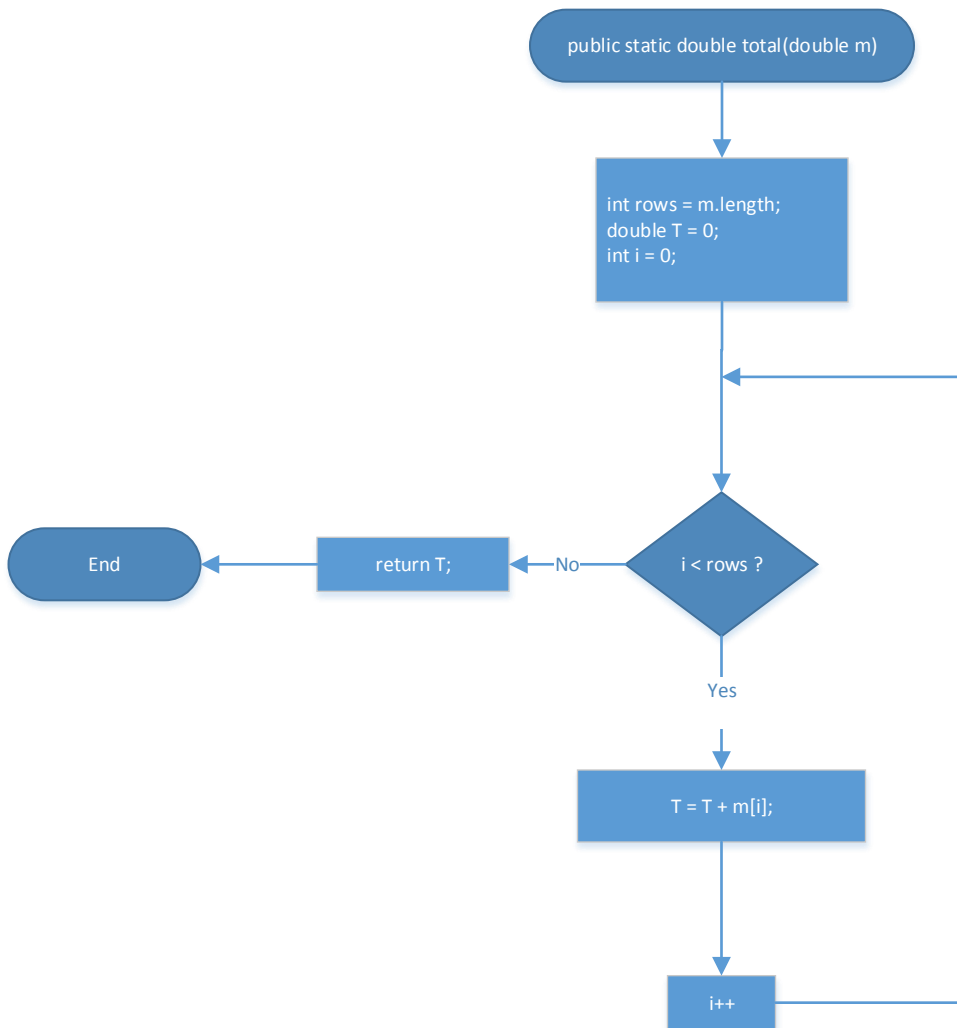 public static double total(double m)
int rows = m.length;
double T = 0;
int i = 0;
i < rows ?
No
return T;
End
Yes
T = T + m[i];
i++